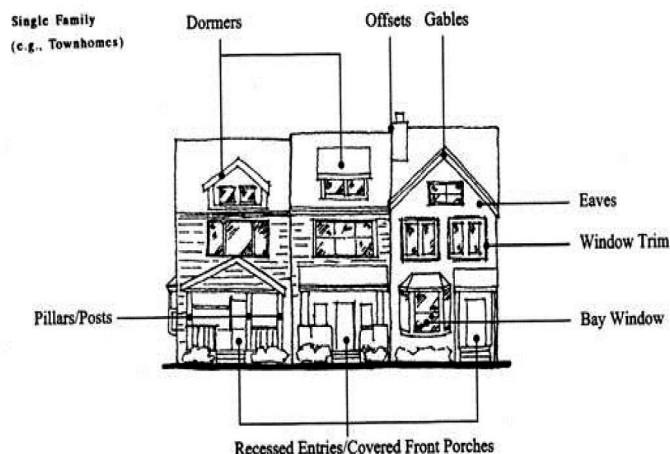 Single Family
(e.g., Townhomes)
Dormers
Offsets
Gables
Eaves
Window Trim
Pillars/Posts
Bay Window
Recessed Entries/Covered Front Porches